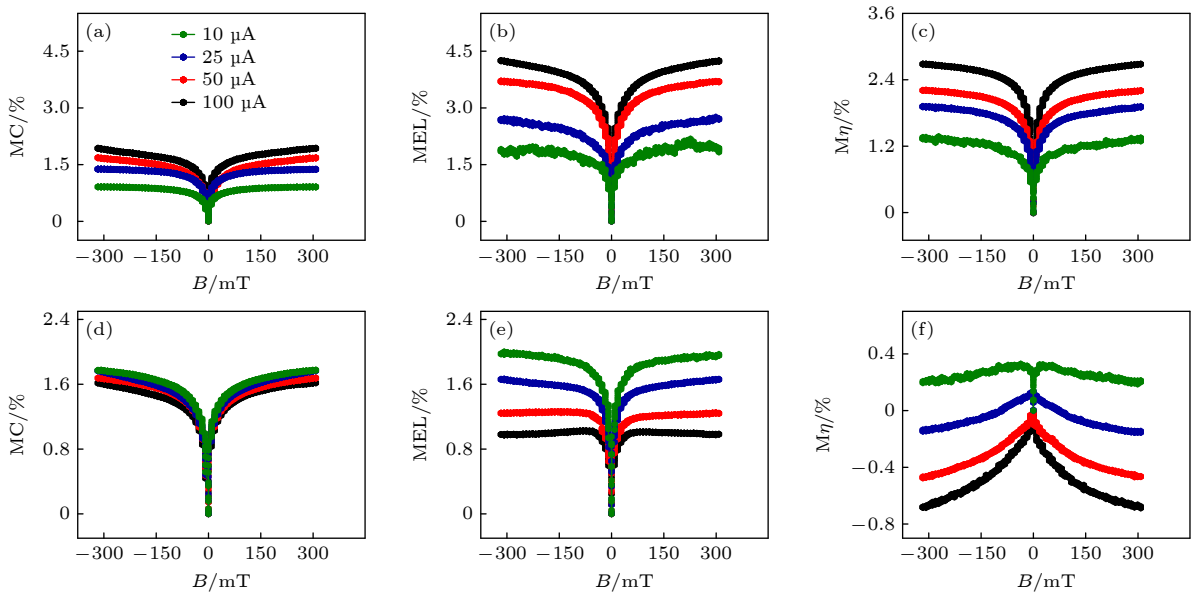 (a)
10 µA
25 µA
50 µA
100 µA
4.5
3.0
1.5
0
MC/%
−300 −150 0 150 300
B/mT
(b)
4.5
3.0
1.5
0
MEL/%
−300 −150 0 150 300
B/mT
(c)
3.6
2.4
1.2
0
Mη/%
−300 −150 0 150 300
B/mT
(d)
2.4
1.6
0.8
0
MC/%
−300 −150 0 150 300
B/mT
(e)
2.4
1.6
0.8
0
MEL/%
−300 −150 0 150 300
B/mT
(f)
0.4
0
−0.4
−0.8
Mη/%
−300 −150 0 150 300
B/mT